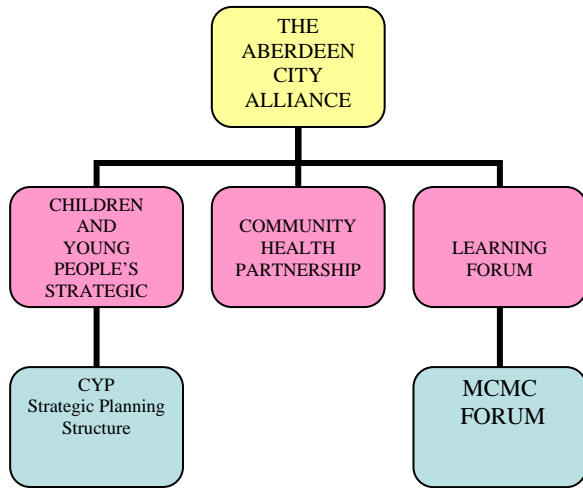 THE
ABERDEEN
CITY
ALLIANCE
CHILDREN
AND
YOUNG
PEOPLE'S
STRATEGIC
COMMUNITY
HEALTH
PARTNERSHIP
LEARNING
FORUM
CYP
Strategic Planning
Structure
MCMC
FORUM